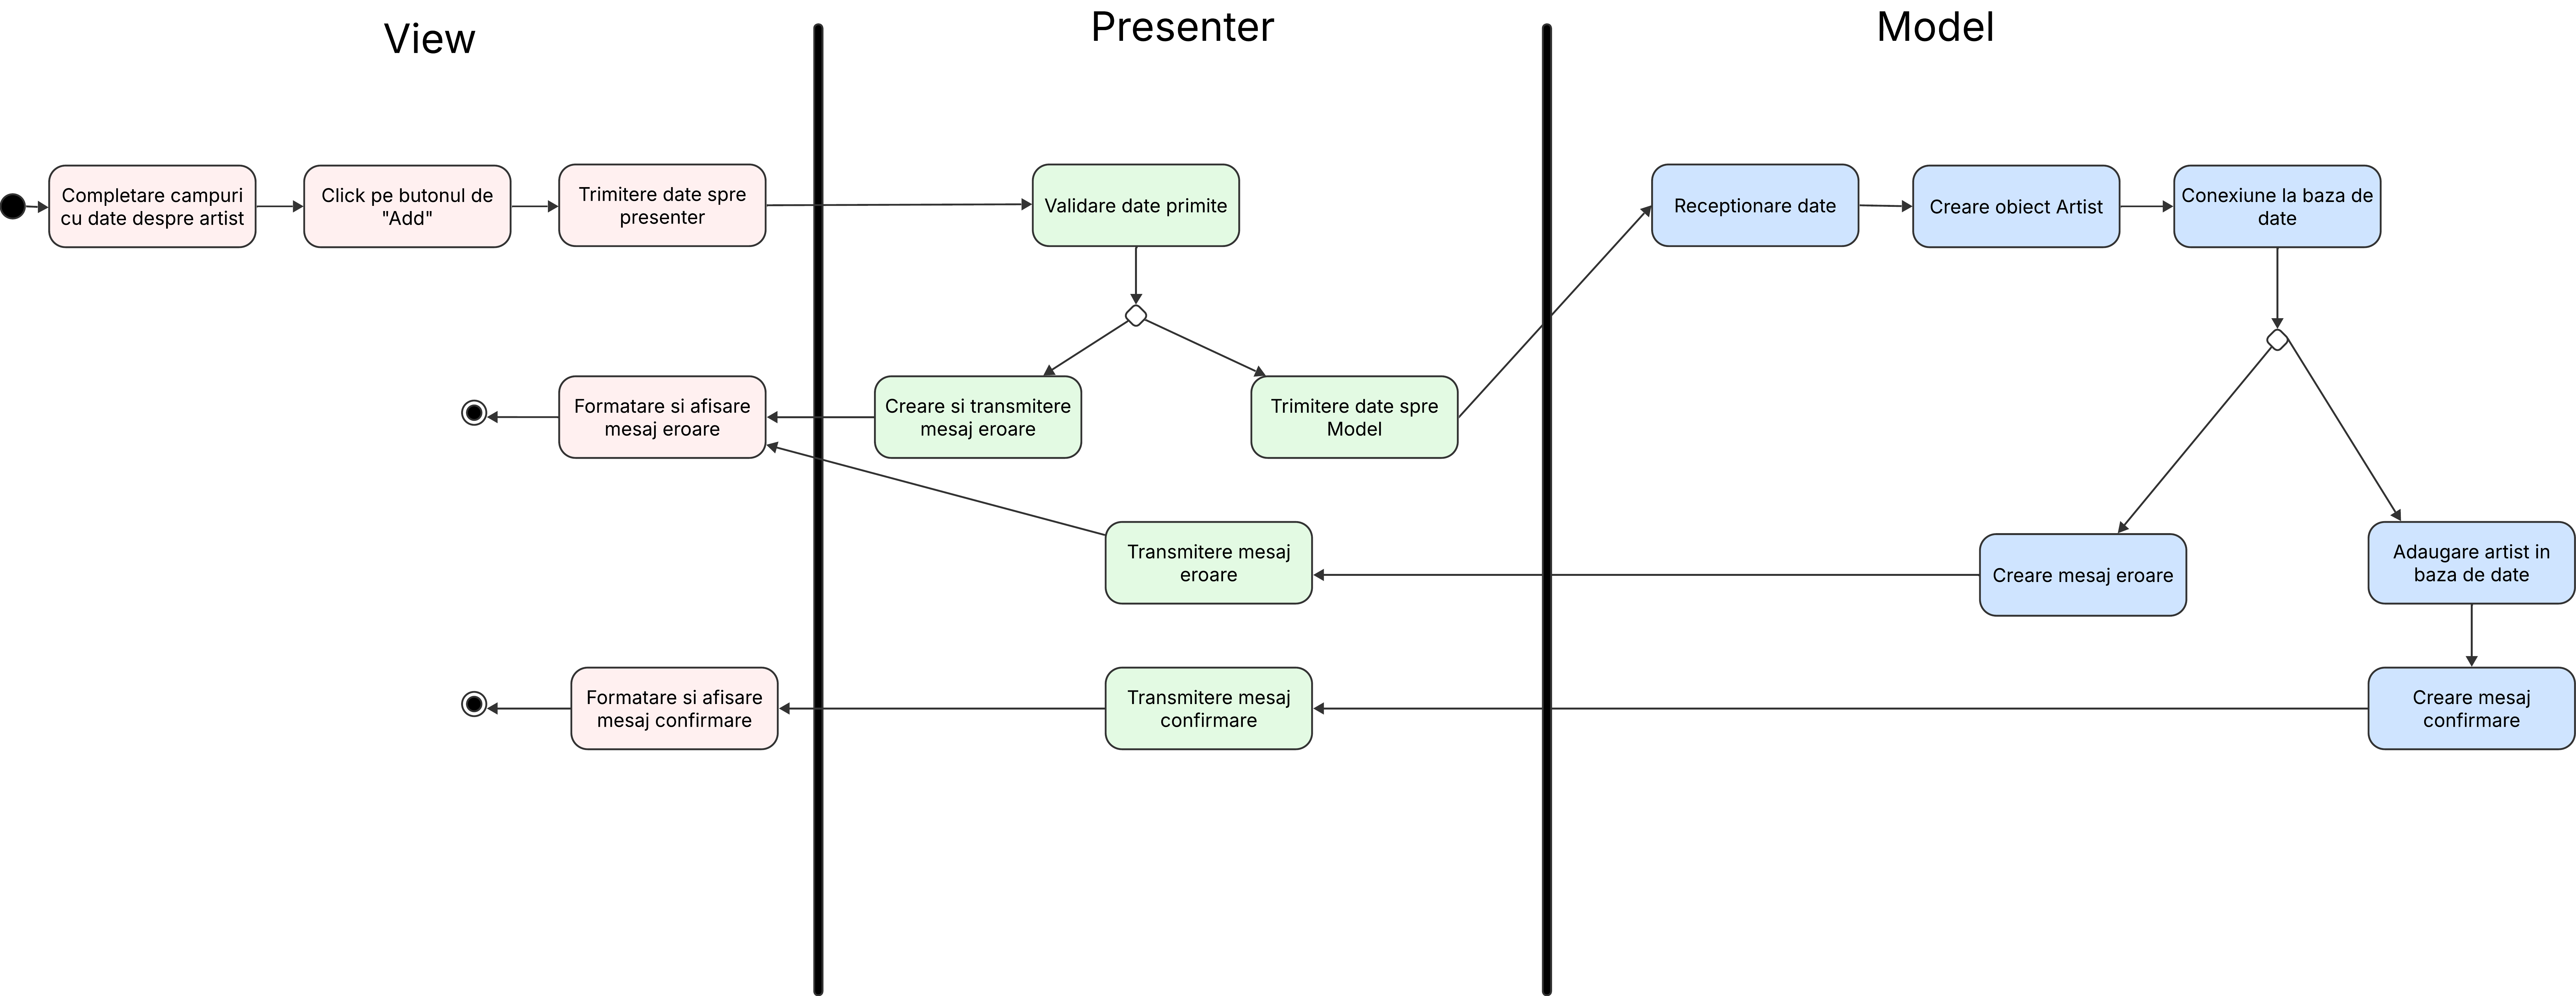 View
Presenter
Model
Completare campuri
cu date despre artist
Click pe butonul de
"Add"
Trimitere date spre
presenter
Validare date primite
Receptionare date
Creare obiect Artist
Conexiune la baza de
date
Formatare si afisare
mesaj eroare
Creare si transmitere
mesaj eroare
Trimitere date spre
Model
Transmitere mesaj
eroare
Creare mesaj eroare
Adaugare artist in
baza de date
Formatare si afisare
mesaj confirmare
Transmitere mesaj
confirmare
Creare mesaj
confirmare